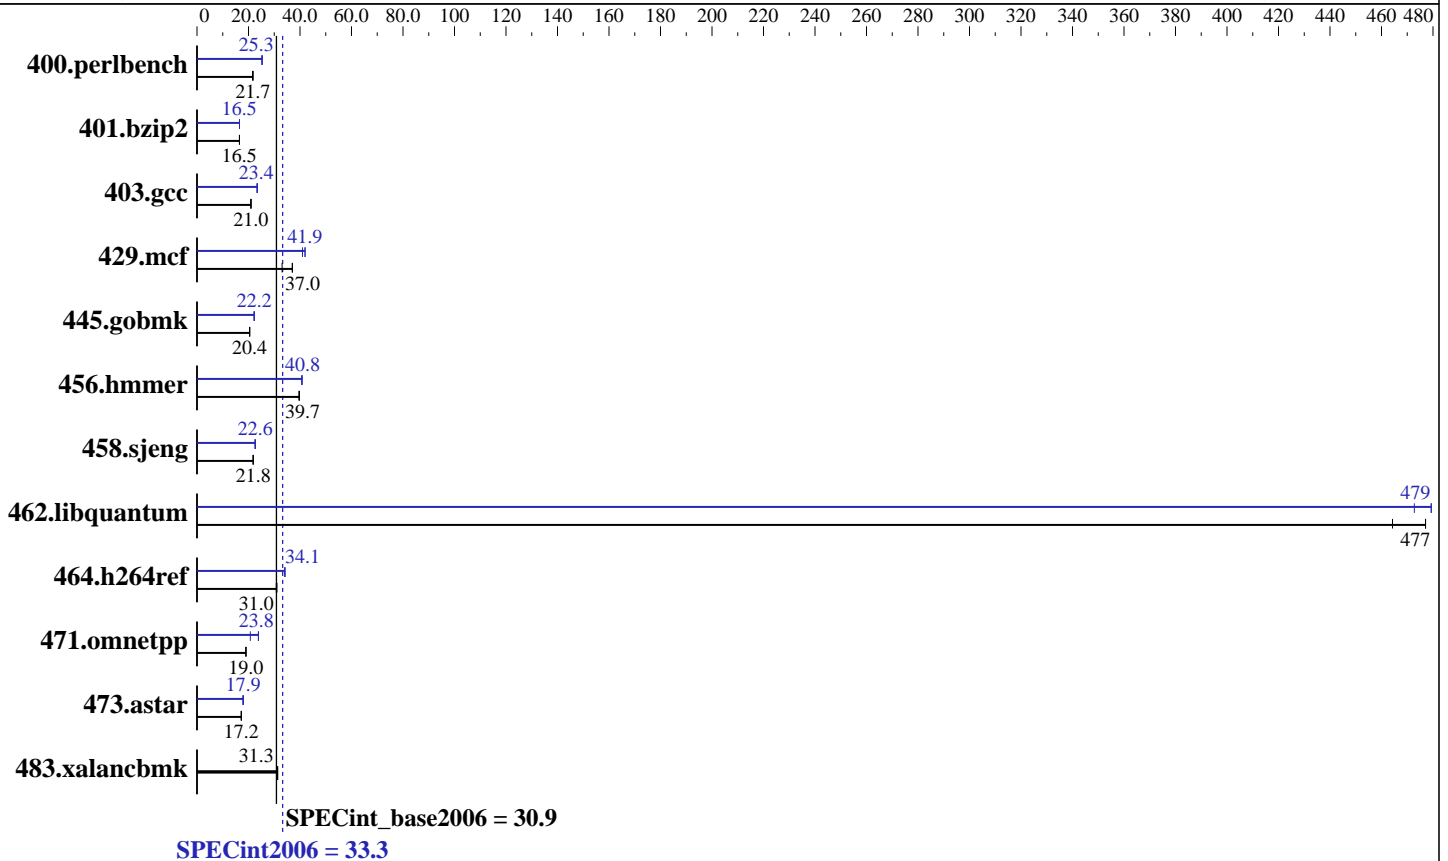 0 20.0 40.0 60.0 80.0 100 120 140 160 180 200 220 240 260 280 300 320 340 360 380 400 420 440 460 480
25.3
400.perlbench
21.7
16.5
401.bzip2
16.5
23.4
403.gcc
21.0
41.9
429.mcf
37.0
22.2
445.gobmk
20.4
40.8
456.hmmer
39.7
22.6
458.sjeng
21.8
479
462.libquantum
477
34.1
464.h264ref
31.0
23.8
471.omnetpp
19.0
17.9
473.astar
17.2
31.3
483.xalancbmk
SPECint_base2006 = 30.9
SPECint2006 = 33.3